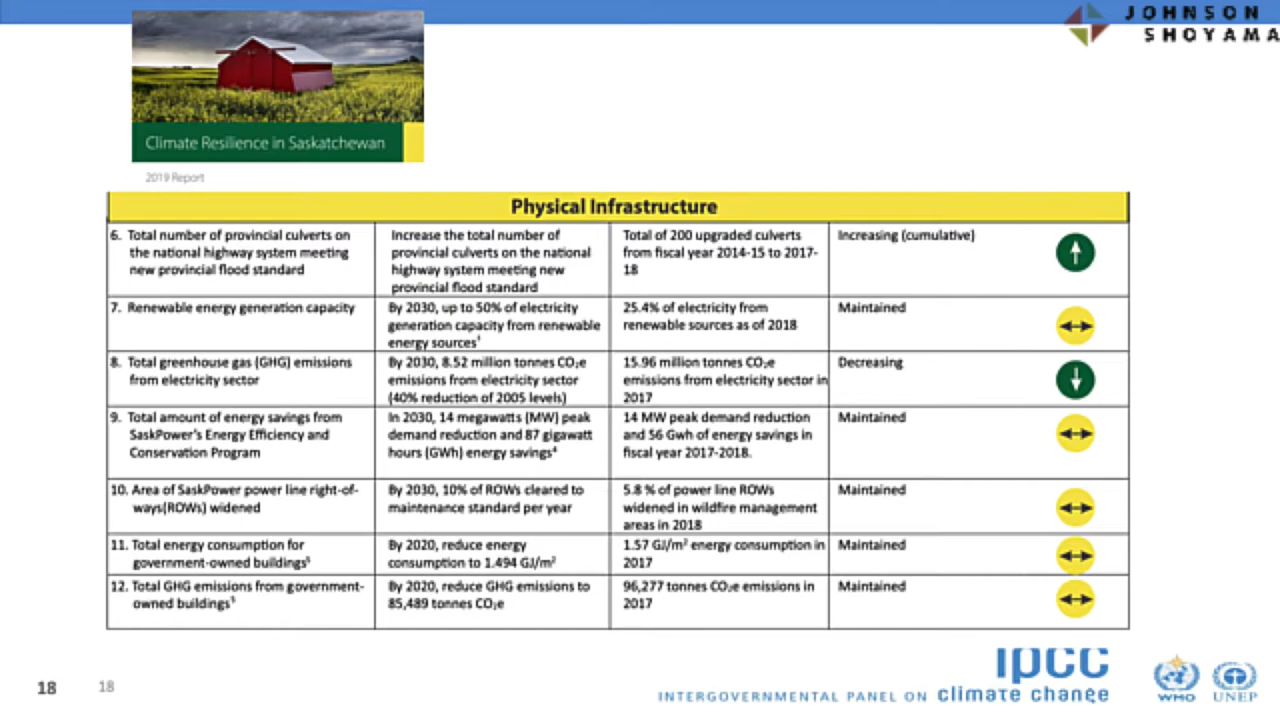 JOHNSON
SHOYAMA
Climate Resilience in Saskatchewan
2019 Report
Physical Infrastructure
6. Total number of provincial culverts on
the national highway system meeting
new provincial flood standard
Increase the total number of
provincial culverts on the national
highway system meeting new
provincial flood standard
Total of 200 upgraded culverts
from fiscal year 2014-15 to 2017-
18
Increasing (cumulative)
7. Renewable energy generation capacity
By 2030, up to 50% of electricity
generation capacity from renewable
energy sources³
25.4% of electricity from
renewable sources as of 2018
Maintained
8. Total greenhouse gas (GHG) emissions
from electricity sector
By 2030, 8.52 million tonnes CO₂e
emissions from electricity sector
(40% reduction of 2005 levels)
15.96 million tonnes CO₂e
emissions from electricity sector in
2017
Decreasing
9. Total amount of energy savings from
SaskPower's Energy Efficiency and
Conservation Program
In 2030, 14 megawatts (MW) peak
demand reduction and 87 gigawatt
hours (GWh) energy savings⁴
14 MW peak demand reduction
and 56 Gwh of energy savings in
fiscal year 2017-2018.
Maintained
10. Area of SaskPower power line right-of-
ways(ROWs) widened
By 2030, 10% of ROWs cleared to
maintenance standard per year
5.8 % of power line ROWs
widened in wildfire management
areas in 2018
Maintained
11. Total energy consumption for
government-owned buildings⁵
By 2020, reduce energy
consumption to 1.494 GJ/m²
1.57 GJ/m² energy consumption in
2017
Maintained
12. Total GHG emissions from government-
owned buildings⁵
By 2020, reduce GHG emissions to
85,489 tonnes CO₂e
96,277 tonnes CO₂e emissions in
2017
Maintained
18
18
ipcc
INTERGOVERNMENTAL PANEL ON climate change
WMO
UNEP